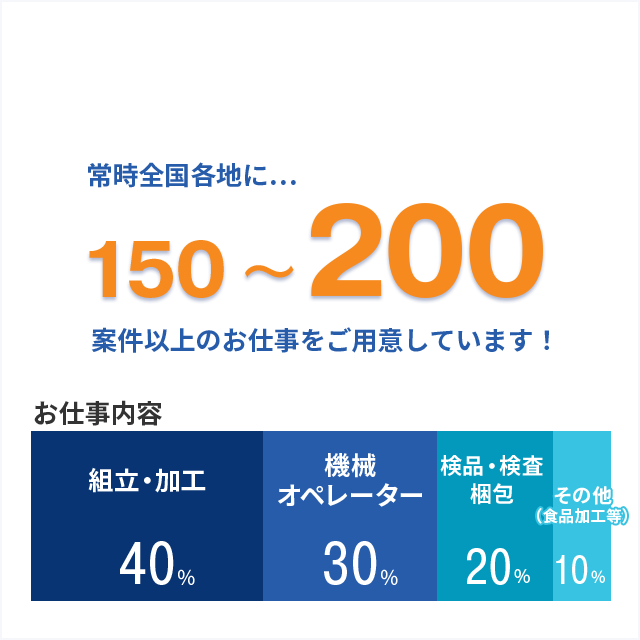 常時全国各地に…
150～200
案件以上のお仕事をご用意しています！
お仕事内容
組立・加工
40%
機械
オペレーター
30%
検品・検査
梱包
20%
その他
(食品加工等)
10%